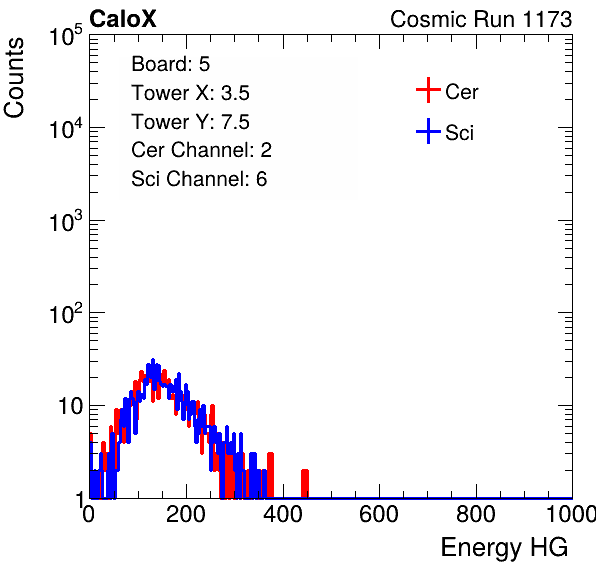 CaloX Cosmic Run 1173
Counts
10^5
10^4
10^3
10^2
10
1
Board: 5
Tower X: 3.5
Tower Y: 7.5
Cer Channel: 2
Sci Channel: 6
Cer
Sci
0 200 400 600 800 1000
Energy HG